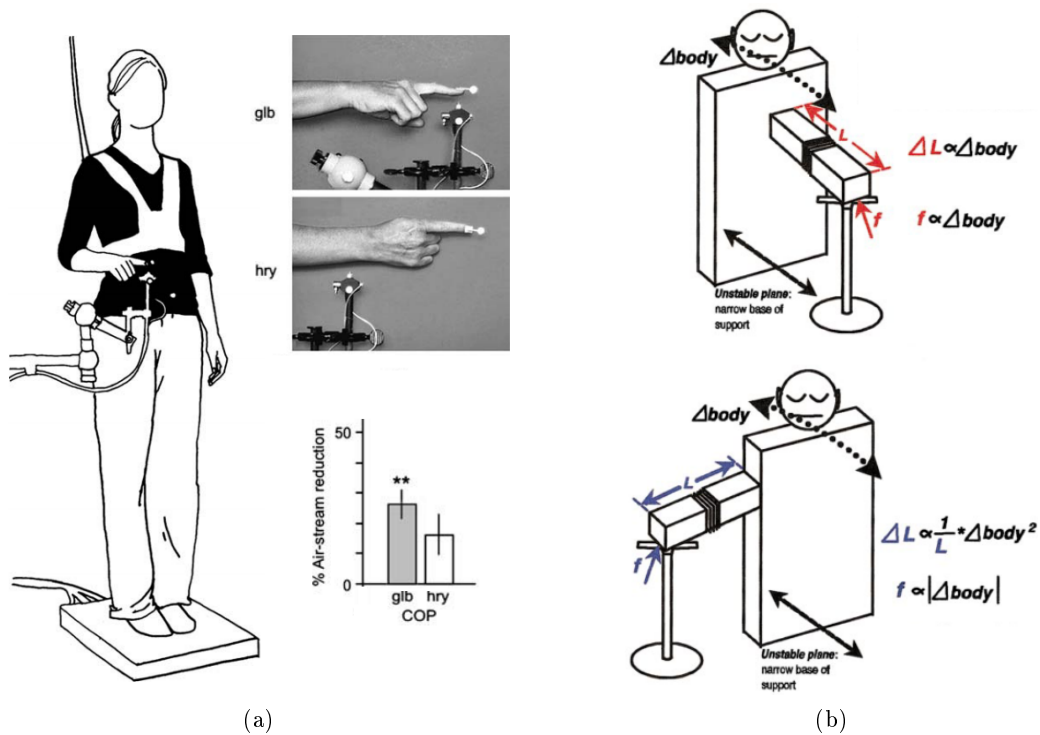 glb
hry
% Air-stream reduction
50
0
**
glb hry
COP
(a)
Δbody
L
ΔL∝Δbody
f
f∝Δbody
Unstable plane:
narrow base of
support
Δbody
L
ΔL∝1/L*Δbody²
f
f∝|Δbody|
Unstable plane:
narrow base of
support
(b)